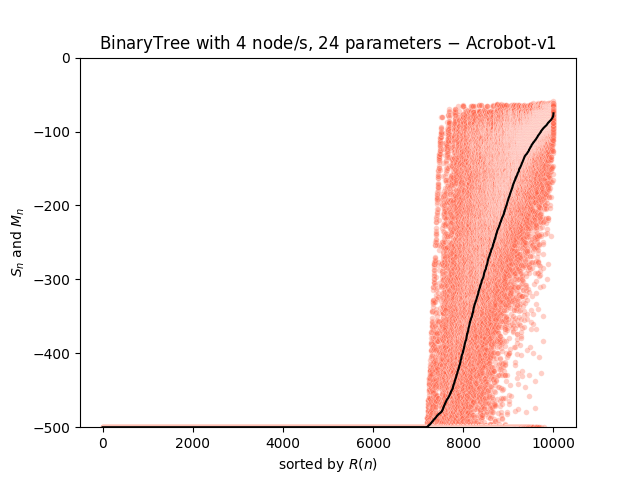 BinaryTree with 4 node/s, 24 parameters − Acrobot-v1
0
−100
−200
−300
−400
−500
S_n and M_n
0 2000 4000 6000 8000 10000
sorted by R(n)